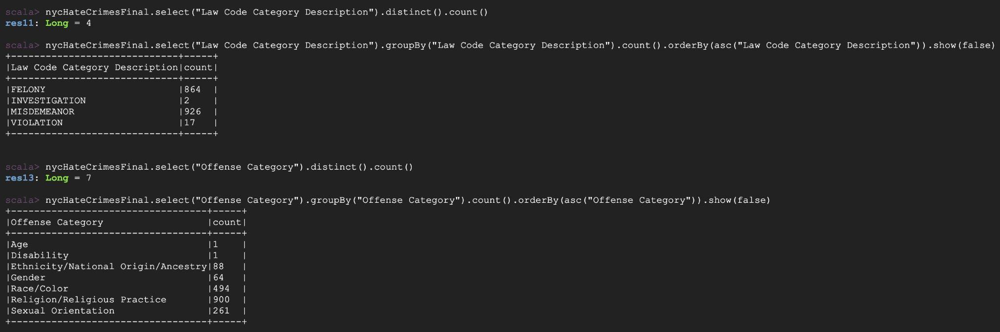 scala> nycHateCrimesFinal.select("Law Code Category Description").distinct().count()
res11: Long = 4
scala> nycHateCrimesFinal.select("Law Code Category Description").groupBy("Law Code Category Description").count().orderBy(asc("Law Code Category Description")).show(false)
+-----------------------------+-----+
|Law Code Category Description|count|
+-----------------------------+-----+
|FELONY                       |864  |
|INVESTIGATION                |2    |
|MISDEMEANOR                  |926  |
|VIOLATION                    |17   |
+-----------------------------+-----+
scala> nycHateCrimesFinal.select("Offense Category").distinct().count()
res13: Long = 7
scala> nycHateCrimesFinal.select("Offense Category").groupBy("Offense Category").count().orderBy(asc("Offense Category")).show(false)
+----------------------------------+-----+
|Offense Category                  |count|
+----------------------------------+-----+
|Age                               |1    |
|Disability                        |1    |
|Ethnicity/National Origin/Ancestry|88   |
|Gender                            |64   |
|Race/Color                        |494  |
|Religion/Religious Practice       |900  |
|Sexual Orientation                |261  |
+----------------------------------+-----+